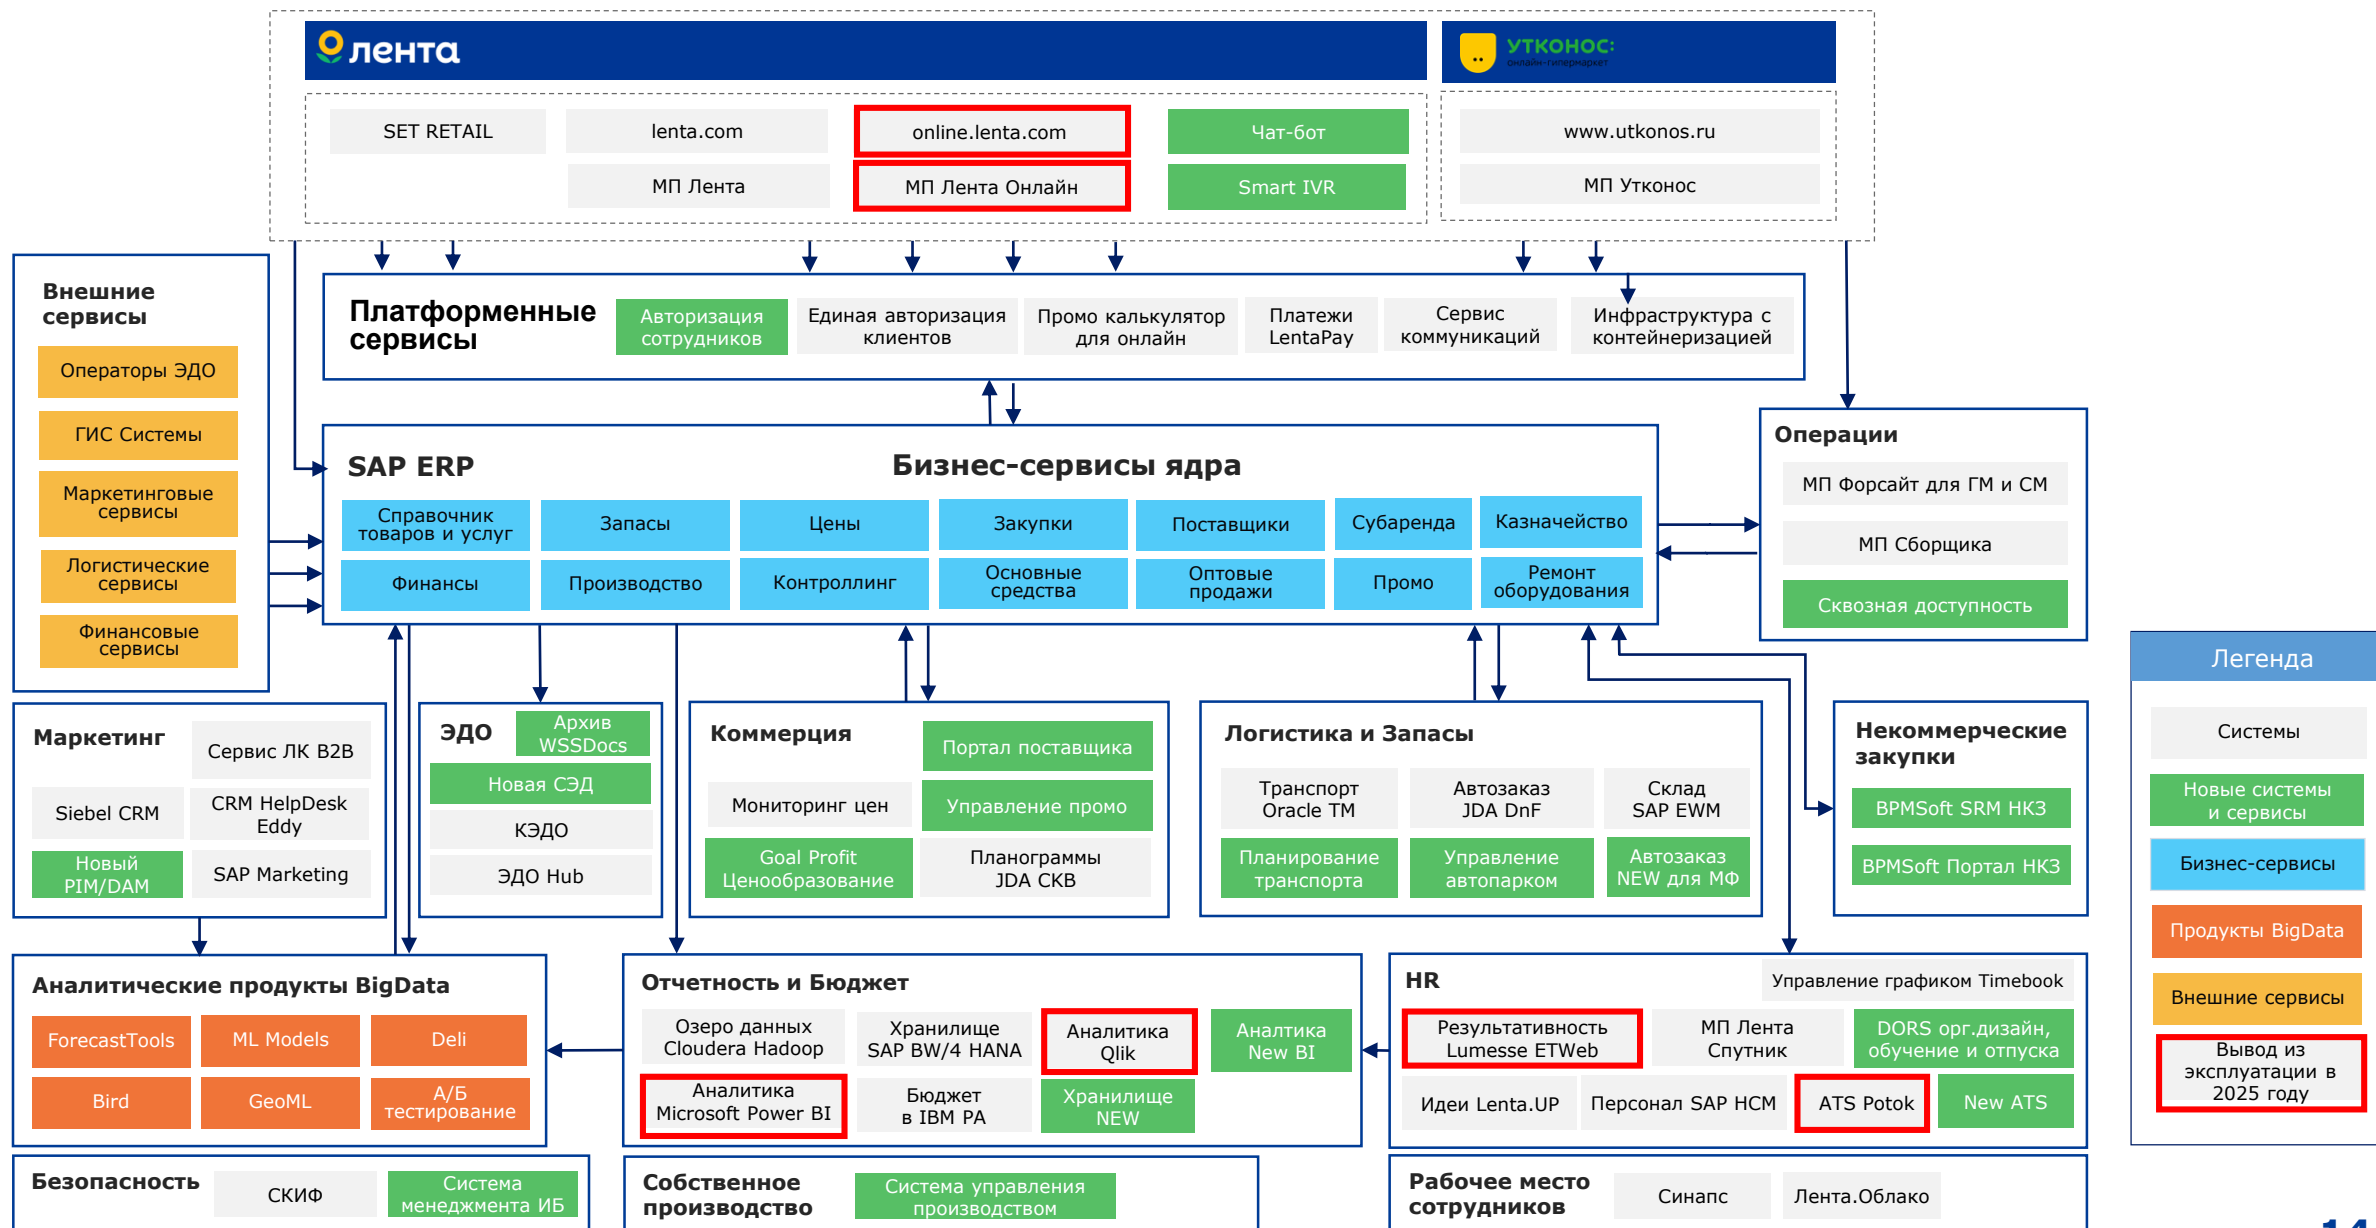 лента
УТКОНОС:
онлайн-гипермаркет
SET RETAIL
lenta.com
online.lenta.com
Чат-бот
www.utkonos.ru
МП Лента
МП Лента Онлайн
Smart IVR
МП Утконос
Внешние
сервисы
Операторы ЭДО
ГИС Системы
Маркетинговые
сервисы
Логистические
сервисы
Финансовые
сервисы
Платформенные
сервисы
Авторизация
сотрудников
Единая авторизация
клиентов
Промо калькулятор
для онлайн
Платежи
LentaPay
Сервис
коммуникаций
Инфраструктура с
контейнеризацией
SAP ERP
Бизнес-сервисы ядра
Справочник
товаров и услуг
Запасы
Цены
Закупки
Поставщики
Субаренда
Казначейство
Финансы
Производство
Контроллинг
Основные
средства
Оптовые
продажи
Промо
Ремонт
оборудования
Операции
МП Форсайт для ГМ и СМ
МП Сборщика
Сквозная доступность
Маркетинг
Сервис ЛК B2B
Siebel CRM
CRM HelpDesk
Eddy
Новый
PIM/DAM
SAP Marketing
ЭДО
Архив
WSSDocs
Новая СЭД
КЭДО
ЭДО Hub
Коммерция
Портал поставщика
Мониторинг цен
Управление промо
Goal Profit
Ценообразование
Планограммы
JDA СКВ
Логистика и Запасы
Транспорт
Oracle TM
Автозаказ
JDA DnF
Склад
SAP EWM
Планирование
транспорта
Управление
автопарком
Автозаказ
NEW для МФ
Некоммерческие
закупки
BPMSoft SRM НКЗ
BPMSoft Портал НКЗ
Аналитические продукты BigData
ForecastTools
ML Models
Deli
Bird
GeoML
А/Б
тестирование
Отчетность и Бюджет
Озеро данных
Cloudera Hadoop
Хранилище
SAP BW/4 HANA
Аналитика
Qlik
Аналтика
New BI
Аналитика
Microsoft Power BI
Бюджет
в IBM PA
Хранилище
NEW
HR
Управление графиком Timebook
Результативность
Lumesse ETWeb
МП Лента
Спутник
DORS орг.дизайн,
обучение и отпуска
Идеи Lenta.UP
Персонал SAP HCM
ATS Potok
New ATS
Безопасность
СКИФ
Система
менеджмента ИБ
Собственное
производство
Система управления
производством
Рабочее место
сотрудников
Синапс
Лента.Облако
Легенда
Системы
Новые системы
и сервисы
Бизнес-сервисы
Продукты BigData
Внешние сервисы
Вывод из
эксплуатации в
2025 году
14